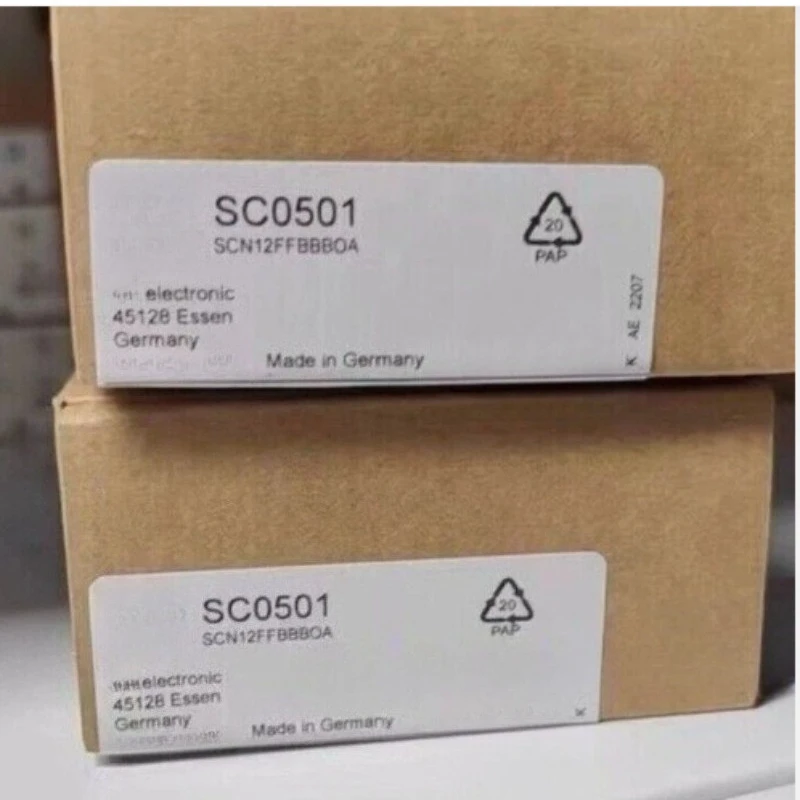 SC0501
SCN12FFBBBOA
20
PAP
electronic
45128 Essen
Germany
Made in Germany
K AE 2207
SC0501
SCN12FFBBBOA
20
PAP
electronic
45128 Essen
Germany
Made in Germany
K